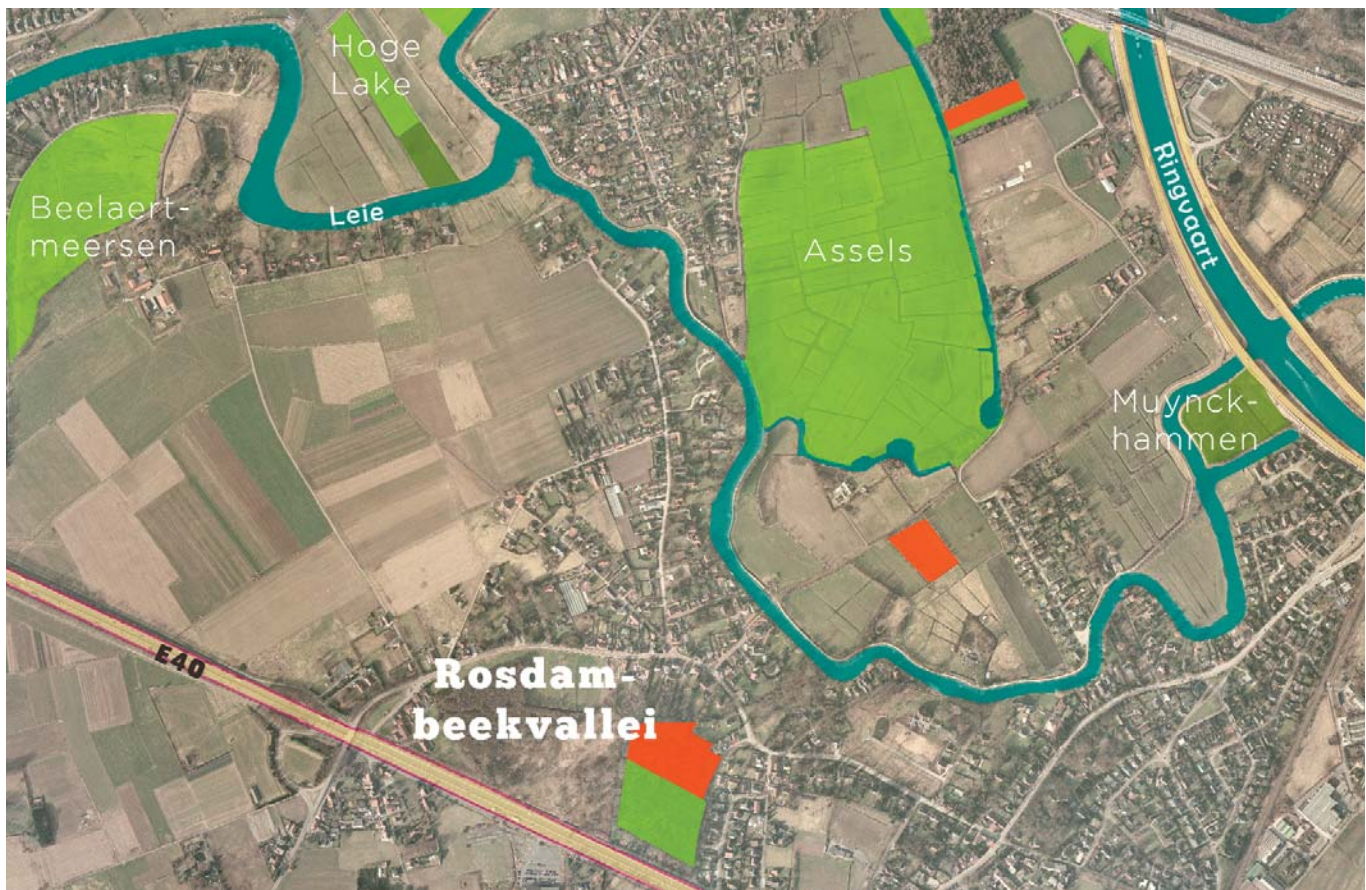 Hoge
Lake
Beelaert-
meersen
Leie
Assels
Ringvaart
Muynck-
hammen
E40
Rosdam-
beekvallei